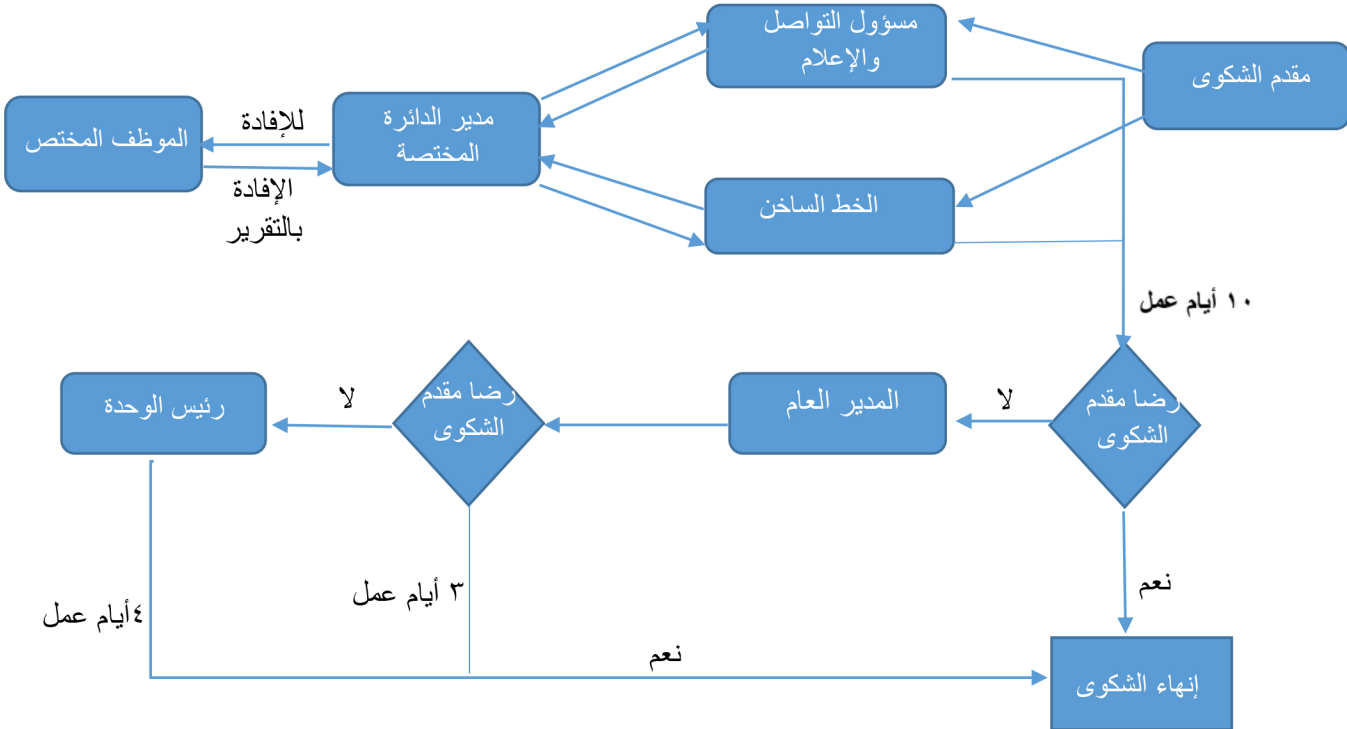 مقدم الشكوى
مسؤول التواصل
والإعلام
الخط الساخن
مدير الدائرة
المختصة
للإفادة
الإفادة
بالتقرير
الموظف المختص
١٠ أيام عمل
رضا مقدم
الشكوى
لا
المدير العام
رضا مقدم
الشكوى
لا
رئيس الوحدة
نعم
٣ أيام عمل
٤أيام عمل
نعم
إنهاء الشكوى